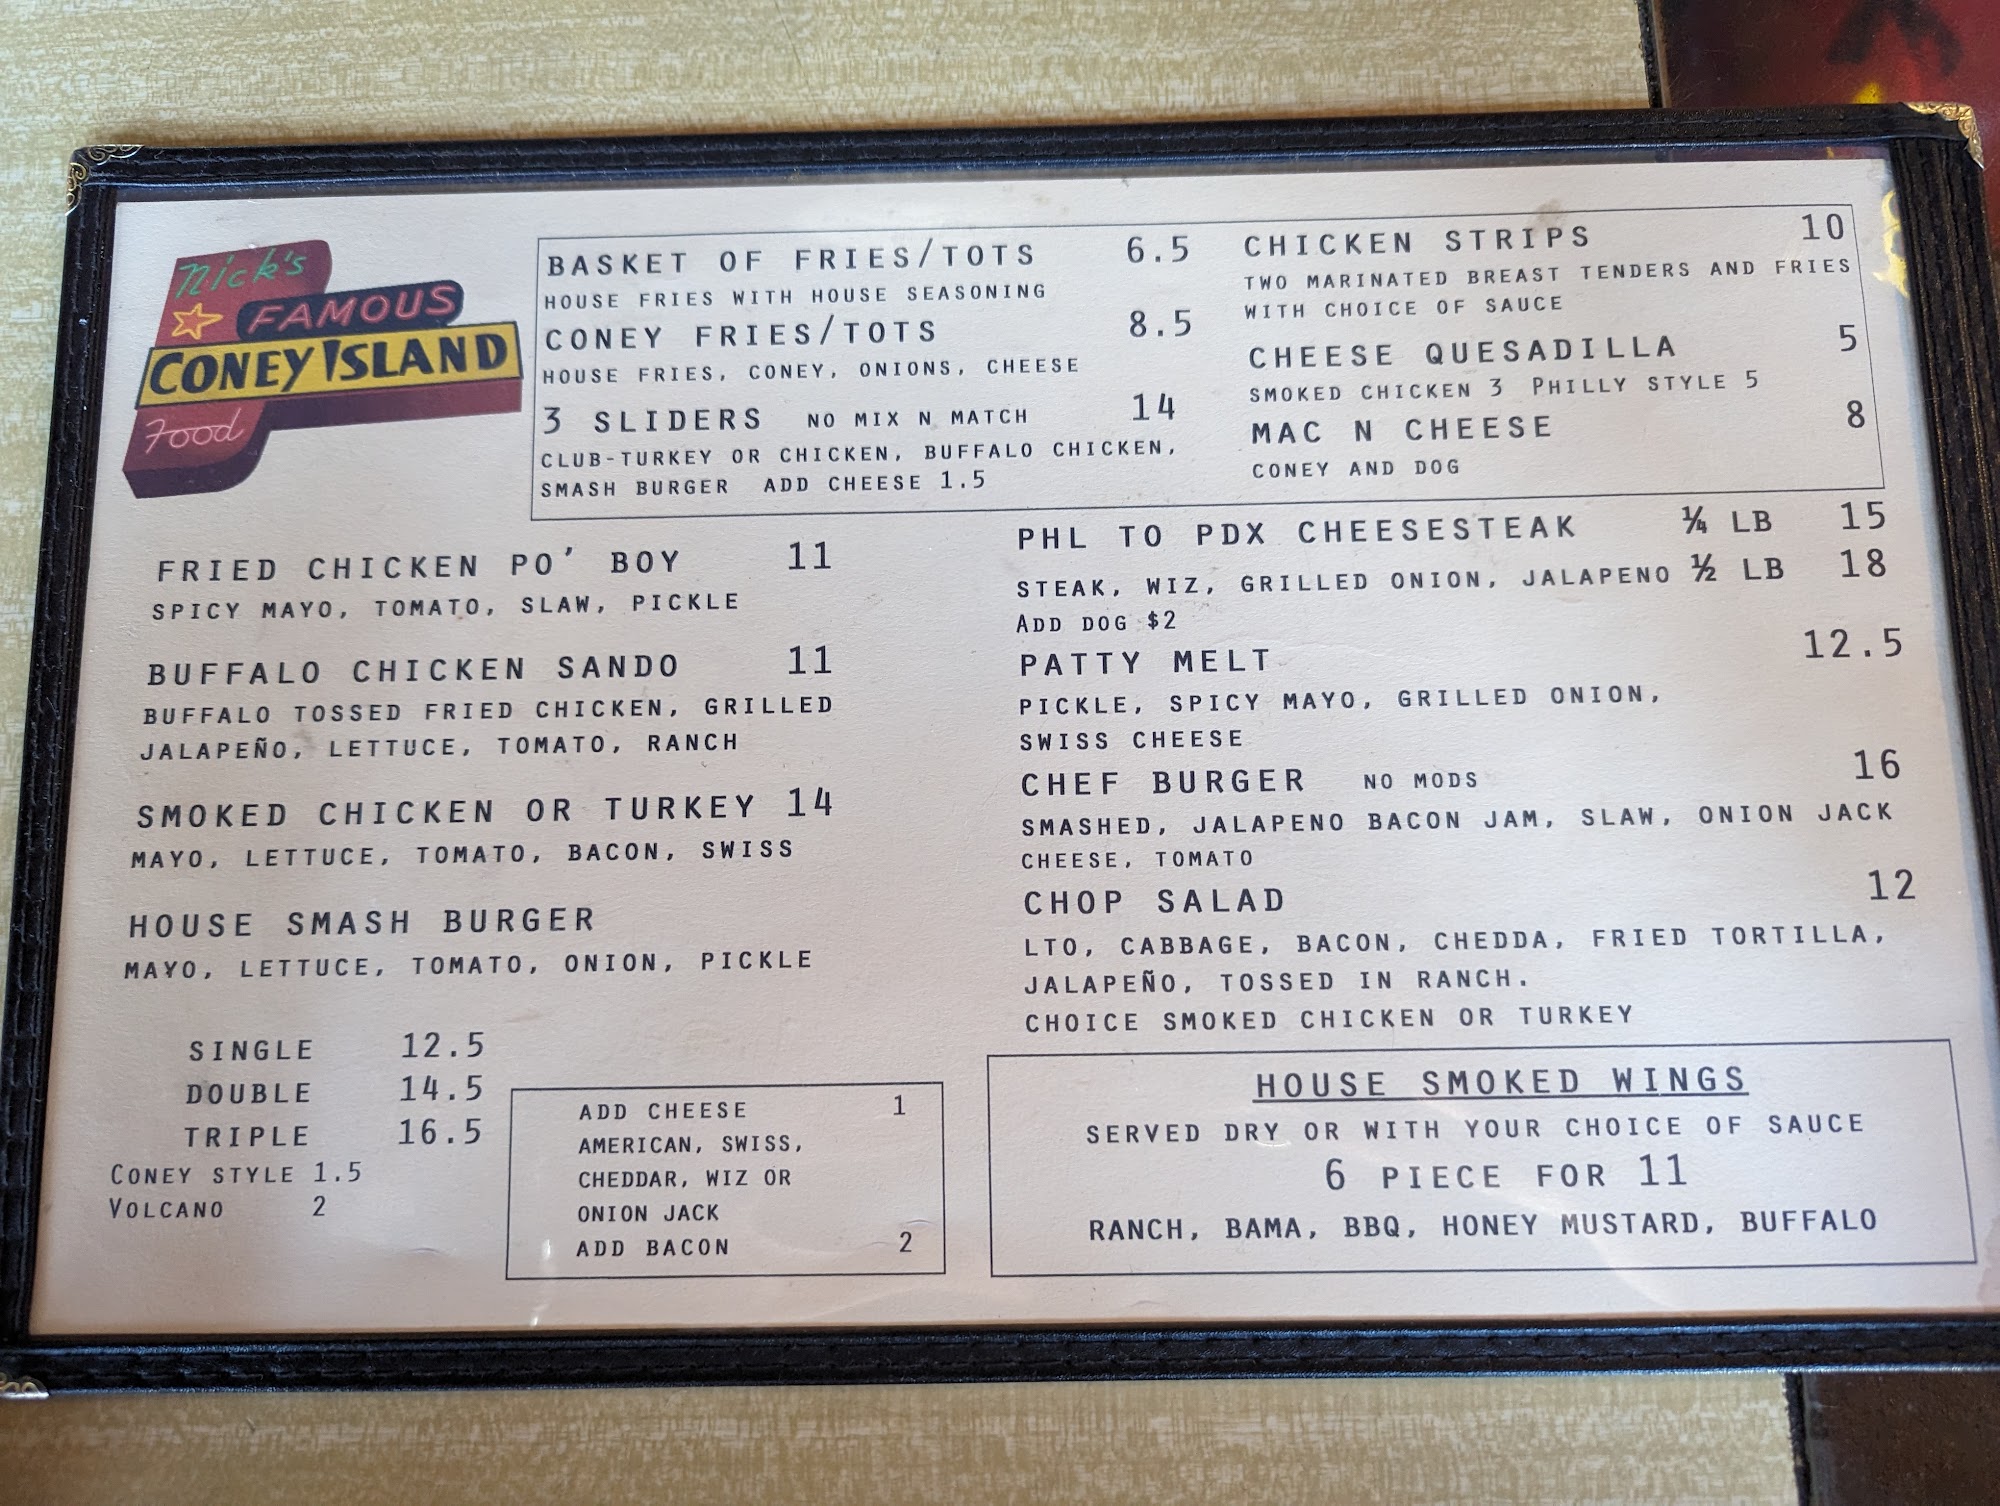 Nick's
FAMOUS
CONEY ISLAND
Food
BASKET OF FRIES/TOTS 6.5
HOUSE FRIES WITH HOUSE SEASONING
CONEY FRIES/TOTS 8.5
HOUSE FRIES, CONEY, ONIONS, CHEESE
3 SLIDERS NO MIX N MATCH 14
CLUB-TURKEY OR CHICKEN, BUFFALO CHICKEN,
SMASH BURGER ADD CHEESE 1.5
CHICKEN STRIPS 10
TWO MARINATED BREAST TENDERS AND FRIES
WITH CHOICE OF SAUCE
CHEESE QUESADILLA 5
SMOKED CHICKEN 3 PHILLY STYLE 5
MAC N CHEESE 8
CONEY AND DOG
FRIED CHICKEN PO' BOY 11
SPICY MAYO, TOMATO, SLAW, PICKLE
BUFFALO CHICKEN SANDO 11
BUFFALO TOSSED FRIED CHICKEN, GRILLED
JALAPEÑO, LETTUCE, TOMATO, RANCH
SMOKED CHICKEN OR TURKEY 14
MAYO, LETTUCE, TOMATO, BACON, SWISS
HOUSE SMASH BURGER
MAYO, LETTUCE, TOMATO, ONION, PICKLE
SINGLE 12.5
DOUBLE 14.5
TRIPLE 16.5
CONEY STYLE 1.5
VOLCANO 2
ADD CHEESE 1
AMERICAN, SWISS,
CHEDDAR, WIZ OR
ONION JACK
ADD BACON 2
PHL TO PDX CHEESESTEAK ¼ LB 15
STEAK, WIZ, GRILLED ONION, JALAPENO ½ LB 18
ADD DOG $2
PATTY MELT 12.5
PICKLE, SPICY MAYO, GRILLED ONION,
SWISS CHEESE
CHEF BURGER NO MODS 16
SMASHED, JALAPENO BACON JAM, SLAW, ONION JACK
CHEESE, TOMATO
CHOP SALAD 12
LTO, CABBAGE, BACON, CHEDDA, FRIED TORTILLA,
JALAPEÑO, TOSSED IN RANCH.
CHOICE SMOKED CHICKEN OR TURKEY
HOUSE SMOKED WINGS
SERVED DRY OR WITH YOUR CHOICE OF SAUCE
6 PIECE FOR 11
RANCH, BAMA, BBQ, HONEY MUSTARD, BUFFALO